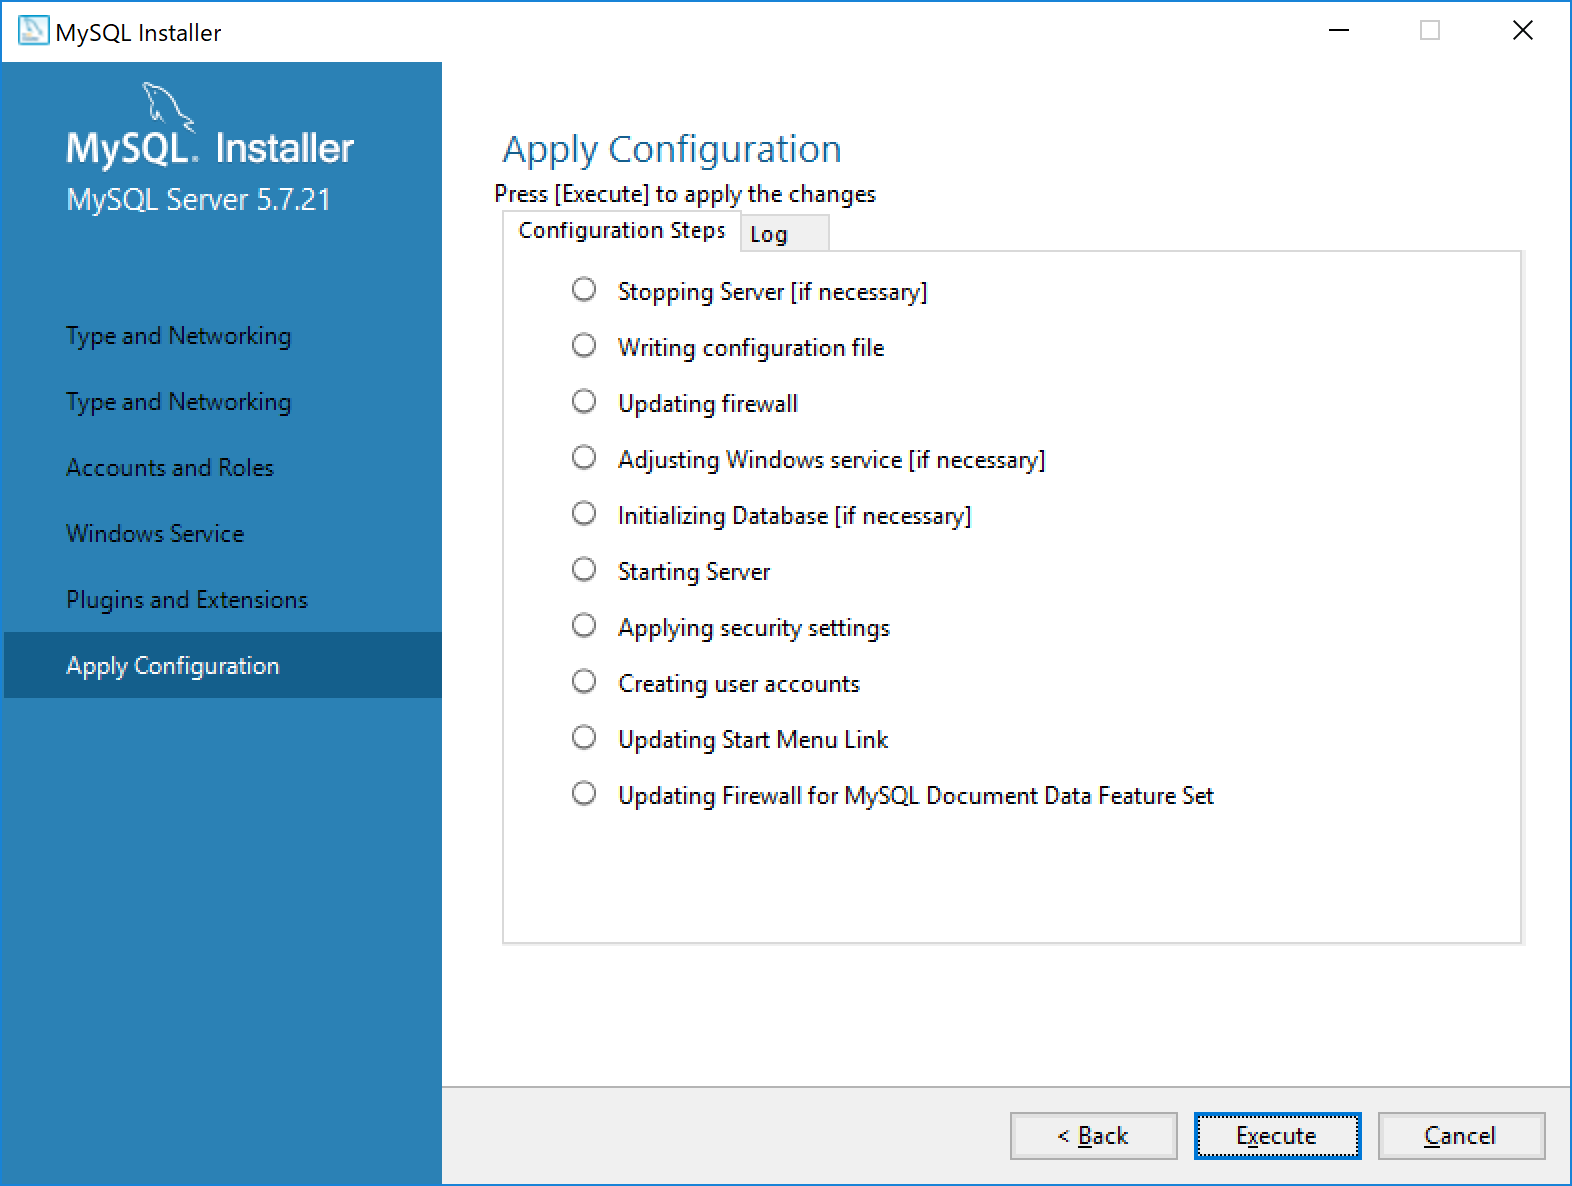 MySQL Installer
MySQL. Installer
MySQL Server 5.7.21
Type and Networking
Type and Networking
Accounts and Roles
Windows Service
Plugins and Extensions
Apply Configuration
Apply Configuration
Press [Execute] to apply the changes
Configuration Steps
Log
Stopping Server [if necessary]
Writing configuration file
Updating firewall
Adjusting Windows service [if necessary]
Initializing Database [if necessary]
Starting Server
Applying security settings
Creating user accounts
Updating Start Menu Link
Updating Firewall for MySQL Document Data Feature Set
< Back
Execute
Cancel